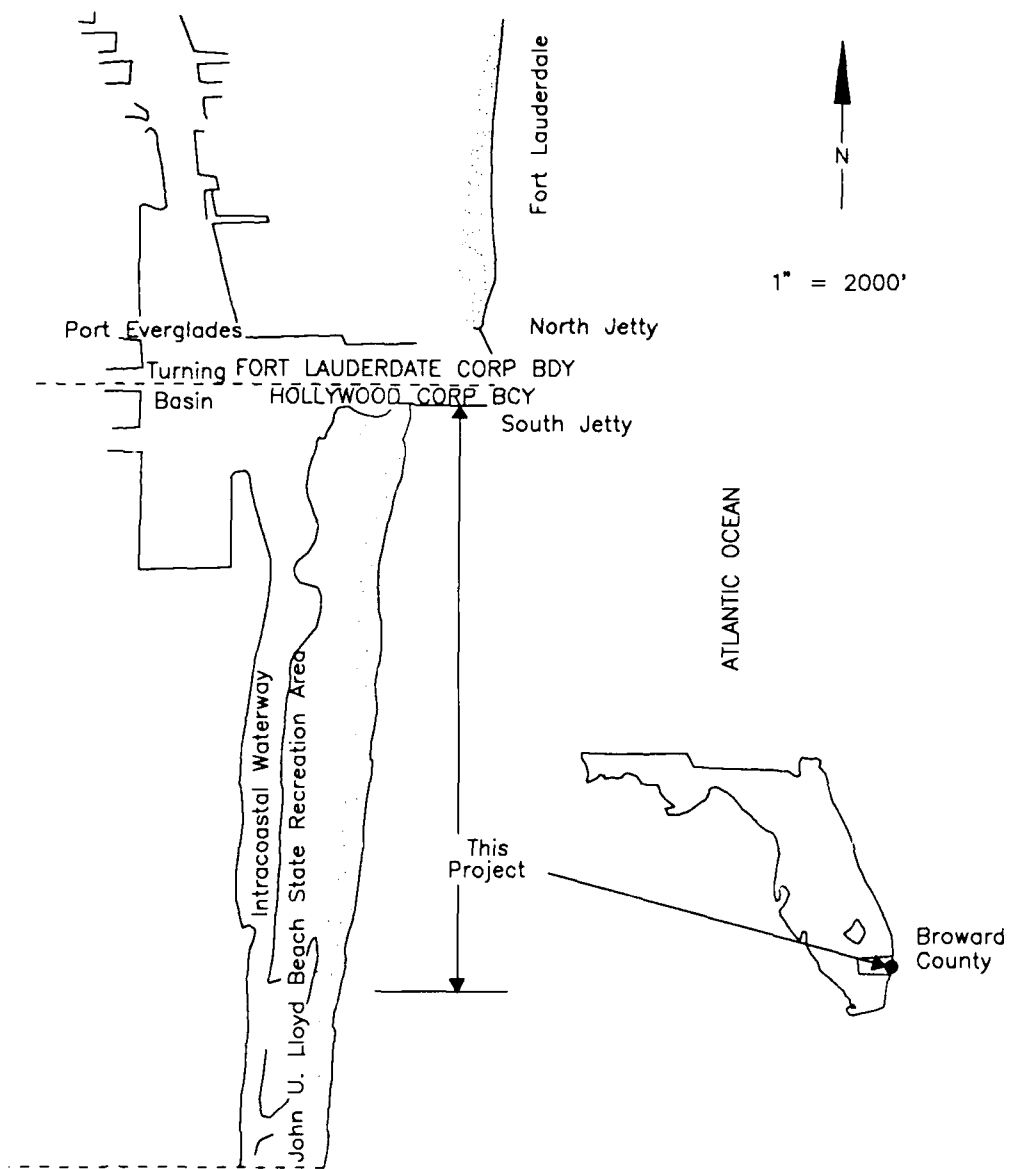 Fort Lauderdale
N
1" = 2000'
Port Everglades
North Jetty
Turning
FORT LAUDERDATE CORP BDY
Basin
HOLLYWOOD CORP BCY
South Jetty
ATLANTIC OCEAN
Intracoastal Waterway
John U. Lloyd Beach State Recreation Area
This
Project
Broward
County